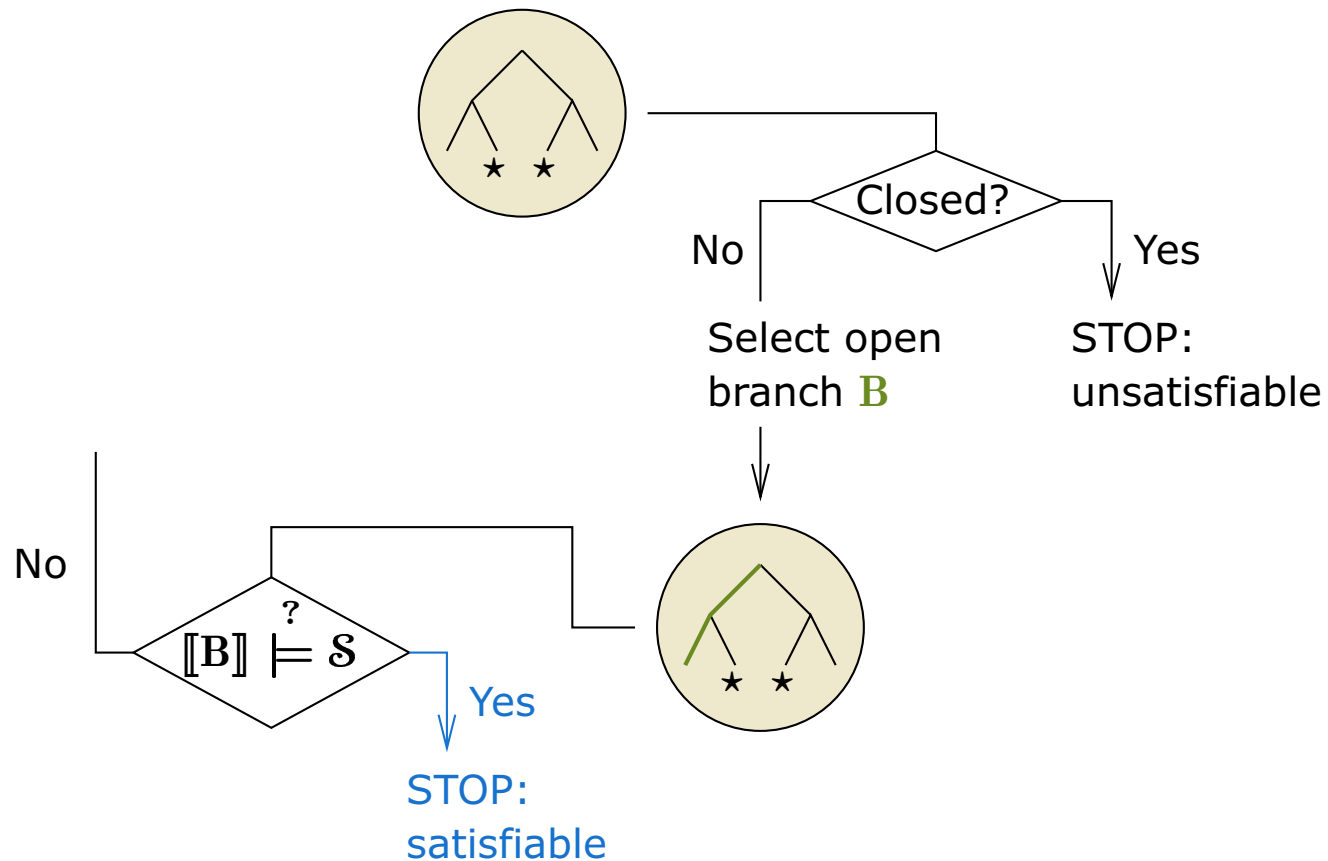 Closed?
No
Yes
Select open
branch B
STOP:
unsatisfiable
No
?
⟦B⟧ ⊨ 𝒮
Yes
STOP:
satisfiable